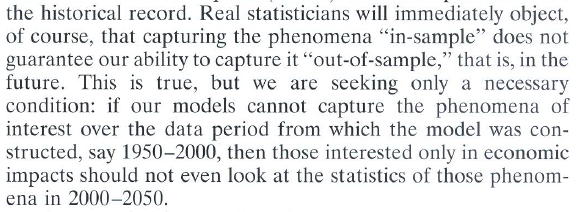 the historical record. Real statisticians will immediately object,
of course, that capturing the phenomena “in-sample” does not
guarantee our ability to capture it “out-of-sample,” that is, in the
future. This is true, but we are seeking only a necessary
condition: if our models cannot capture the phenomena of
interest over the data period from which the model was con-
structed, say 1950–2000, then those interested only in economic
impacts should not even look at the statistics of those phenom-
ena in 2000–2050.